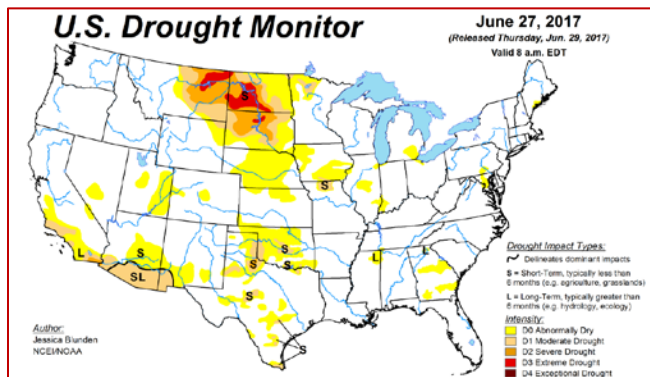 U.S. Drought Monitor
June 27, 2017
(Released Thursday, Jun. 29, 2017)
Valid 8 a.m. EDT
S
S
L
S
SL
S
S
S
S
S
L
L
Drought Impact Types:
Delineates dominant impacts
S = Short-Term, typically less than
6 months (e.g. agriculture, grasslands)
L = Long-Term, typically greater than
6 months (e.g. hydrology, ecology)
Intensity:
D0 Abnormally Dry
D1 Moderate Drought
D2 Severe Drought
D3 Extreme Drought
D4 Exceptional Drought
Author:
Jessica Blunden
NCEI/NOAA